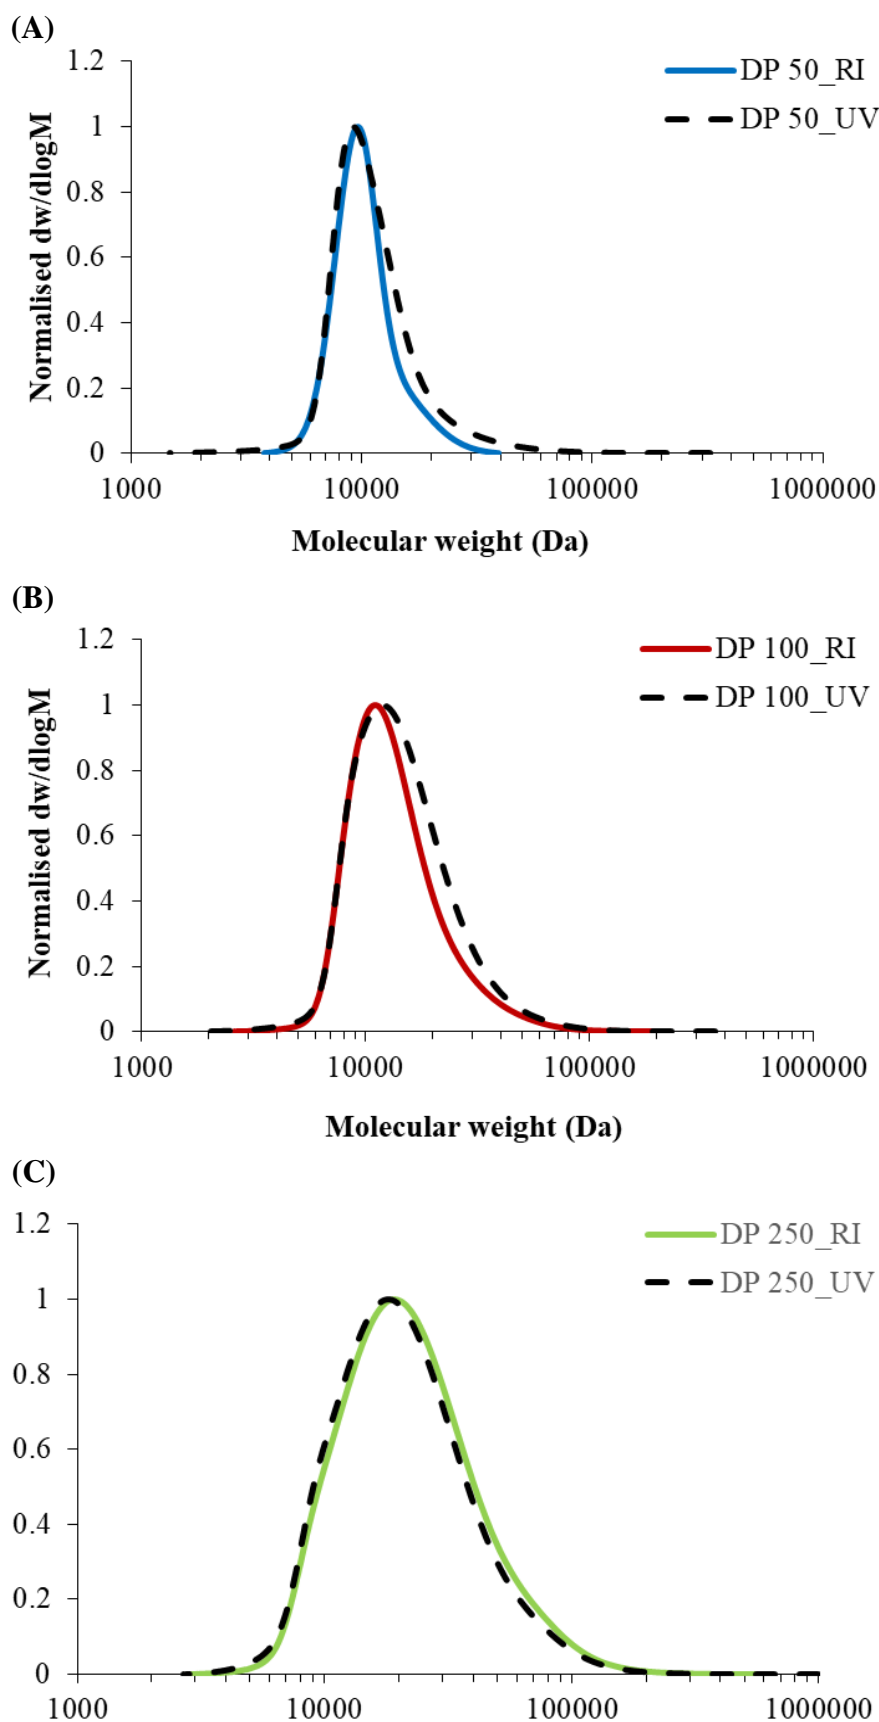 (A)
1.2
1
0.8
0.6
0.4
0.2
0
Normalised dw/dlogM
DP 50_RI
DP 50_UV
1000 10000 100000 1000000
Molecular weight (Da)
(B)
1.2
1
0.8
0.6
0.4
0.2
0
Normalised dw/dlogM
DP 100_RI
DP 100_UV
1000 10000 100000 1000000
Molecular weight (Da)
(C)
1.2
1
0.8
0.6
0.4
0.2
0
DP 250_RI
DP 250_UV
1000 10000 100000 1000000